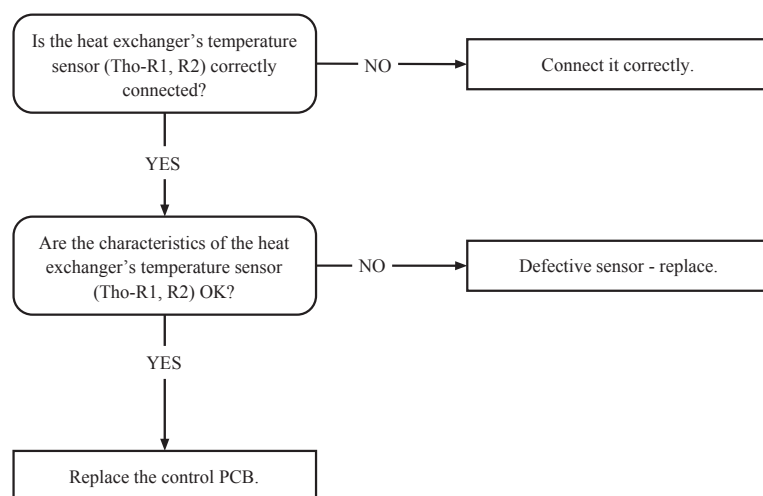 Is the heat exchanger’s temperature
sensor (Tho-R1, R2) correctly
connected?
NO
Connect it correctly.
YES
Are the characteristics of the heat
exchanger’s temperature sensor
(Tho-R1, R2) OK?
NO
Defective sensor - replace.
YES
Replace the control PCB.